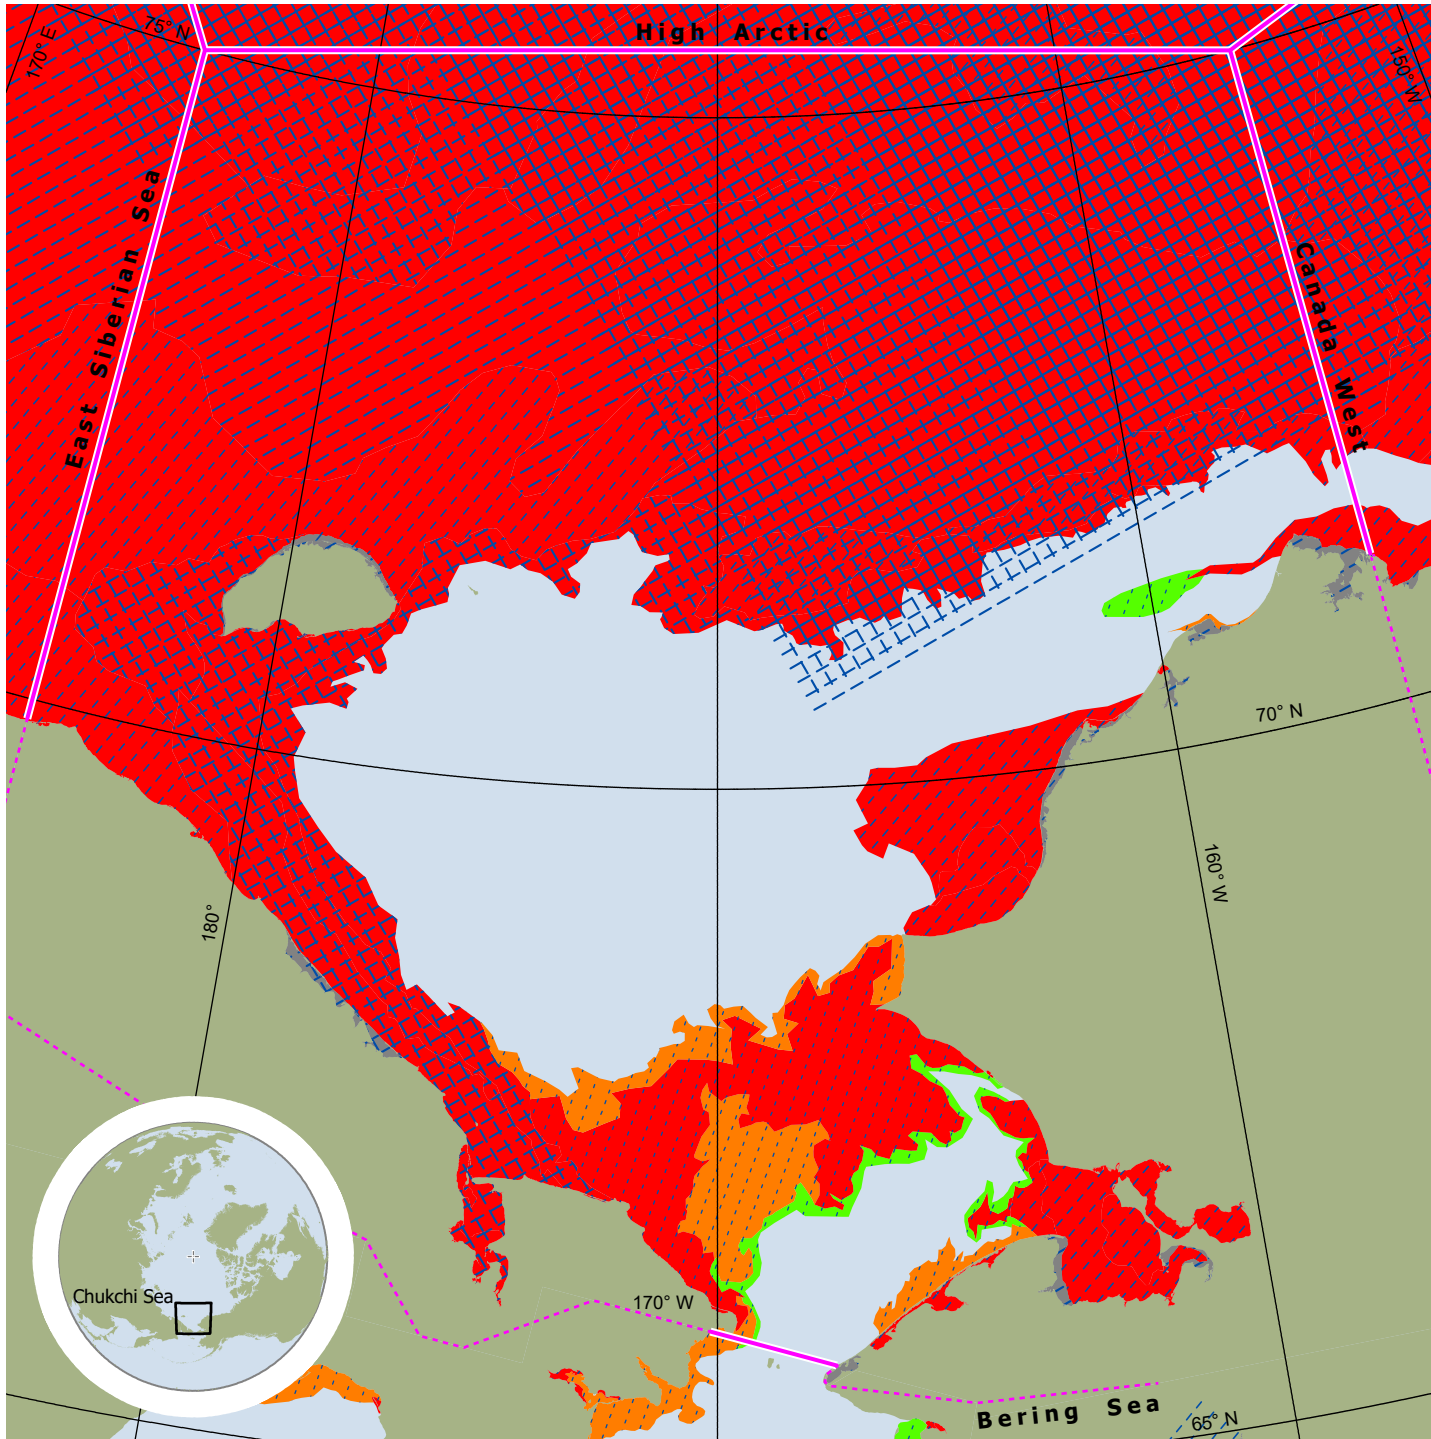 High Arctic
75° N
170° E
150° W
East Siberian Sea
Canada West
70° N
160° W
180°
Chukchi Sea
170° W
Bering Sea
65° N